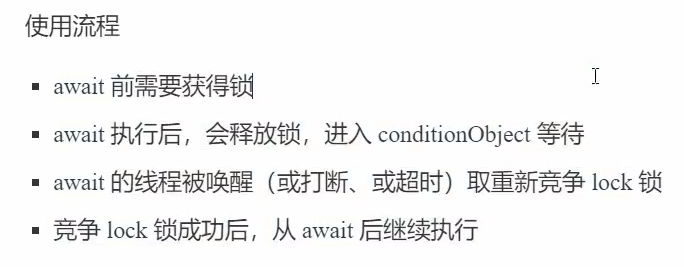 使用流程
▪ await 前需要获得锁
▪ await 执行后，会释放锁，进入 conditionObject 等待
▪ await 的线程被唤醒（或打断、或超时）取重新竞争 lock 锁
▪ 竞争 lock 锁成功后，从 await 后继续执行